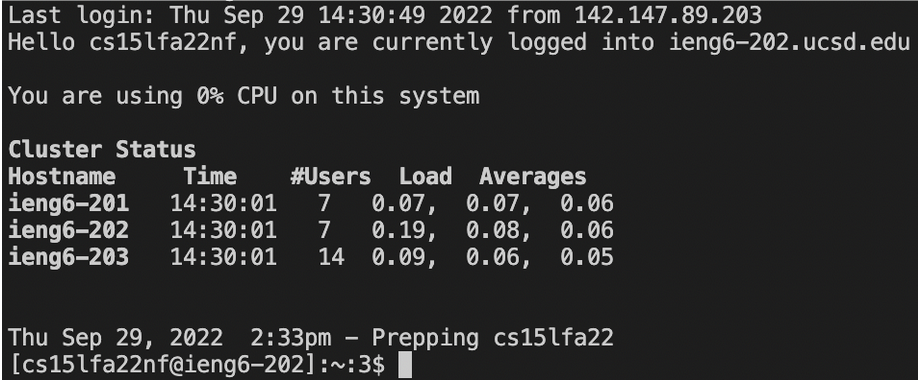 Last login: Thu Sep 29 14:30:49 2022 from 142.147.89.203
Hello cs15lfa22nf, you are currently logged into ieng6-202.ucsd.edu
You are using 0% CPU on this system
Cluster Status
Hostname     Time    #Users  Load  Averages
ieng6-201   14:30:01   7   0.07,  0.07,  0.06
ieng6-202   14:30:01   7   0.19,  0.08,  0.06
ieng6-203   14:30:01   14  0.09,  0.06,  0.05
Thu Sep 29, 2022  2:33pm - Prepping cs15lfa22
[cs15lfa22nf@ieng6-202]:~:3$